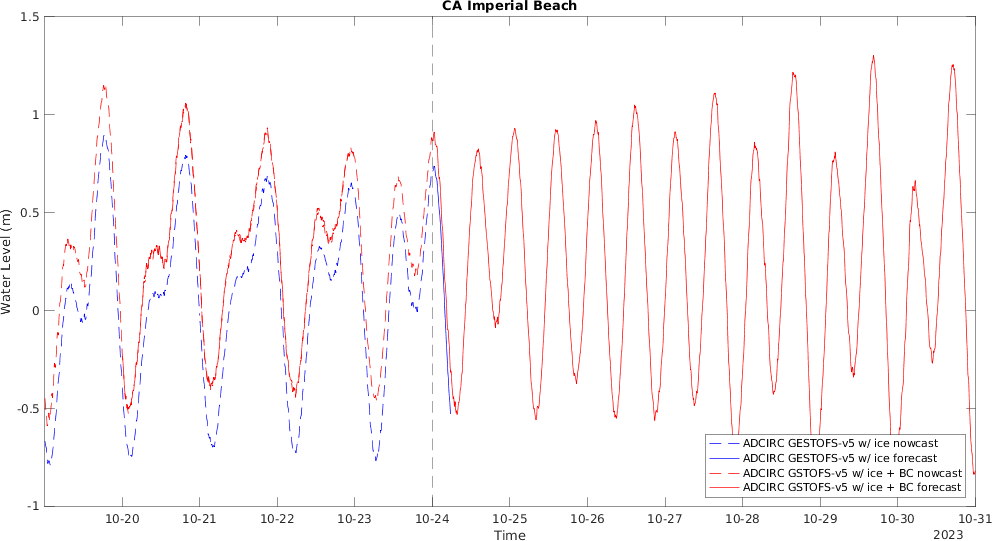 CA Imperial Beach
1.5
1
0.5
0
-0.5
-1
Water Level (m)
10-20
10-21
10-22
10-23
10-24
10-25
10-26
10-27
10-28
10-29
10-30
10-31
Time
2023
ADCIRC GESTOFS-v5 w/ ice nowcast
ADCIRC GESTOFS-v5 w/ ice forecast
ADCIRC GSTOFS-v5 w/ ice + BC nowcast
ADCIRC GSTOFS-v5 w/ ice + BC forecast